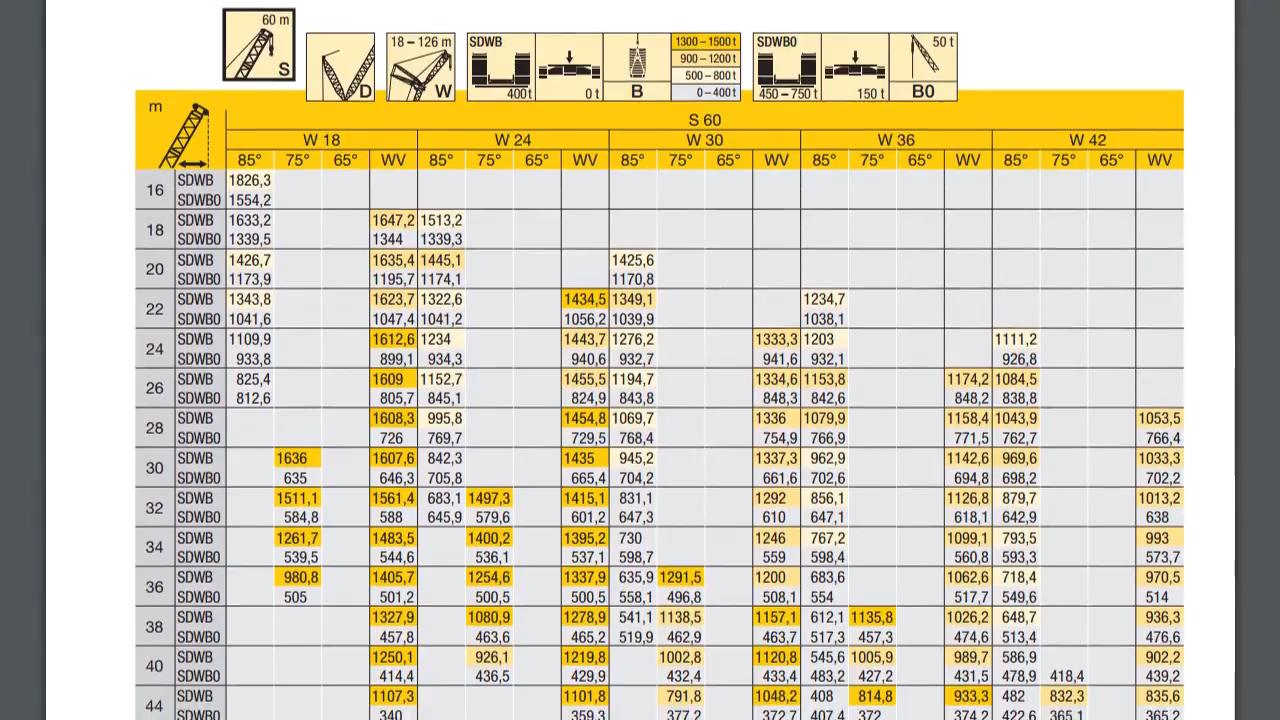 60 m
S
D
18 – 126 m
W
SDWB
400 t
0 t
B
1300 – 1500 t
900 – 1200 t
500 – 800 t
0 – 400 t
SDWB0
450 – 750 t
150 t
50 t
B0
m
S 60
W 18 W 24 W 30 W 36 W 42
85° 75° 65° WV 85° 75° 65° WV 85° 75° 65° WV 85° 75° 65° WV 85° 75° 65° WV
16 SDWB 1826,3
SDWB0 1554,2
18 SDWB 1633,2 1647,2 1513,2
SDWB0 1339,5 1344 1339,3
20 SDWB 1426,7 1635,4 1445,1 1425,6
SDWB0 1173,9 1195,7 1174,1 1170,8
22 SDWB 1343,8 1623,7 1322,6 1434,5 1349,1 1234,7
SDWB0 1041,6 1047,4 1041,2 1056,2 1039,9 1038,1
24 SDWB 1109,9 1612,6 1234 1443,7 1276,2 1333,3 1203 1111,2
SDWB0 933,8 899,1 934,3 940,6 932,7 941,6 932,1 926,8
26 SDWB 825,4 1609 1152,7 1455,5 1194,7 1334,6 1153,8 1174,2 1084,5
SDWB0 812,6 805,7 845,1 824,9 843,8 848,3 842,6 848,2 838,8
28 SDWB 1608,3 995,8 1454,8 1069,7 1336 1079,9 1158,4 1043,9 1053,5
SDWB0 726 769,7 729,5 768,4 754,9 766,9 771,5 762,7 766,4
30 SDWB 1636 1607,6 842,3 1435 945,2 1337,3 962,9 1142,6 969,6 1033,3
SDWB0 635 646,3 705,8 665,4 704,2 661,6 702,6 694,8 698,2 702,2
32 SDWB 1511,1 1561,4 683,1 1497,3 1415,1 831,1 1292 856,1 1126,8 879,7 1013,2
SDWB0 584,8 588 645,9 579,6 601,2 647,3 610 647,1 618,1 642,9 638
34 SDWB 1261,7 1483,5 1400,2 1395,2 730 1246 767,2 1099,1 793,5 993
SDWB0 539,5 544,6 536,1 537,1 598,7 559 598,4 560,8 593,3 573,7
36 SDWB 980,8 1405,7 1254,6 1337,9 635,9 1291,5 1200 683,6 1062,6 718,4 970,5
SDWB0 505 501,2 500,5 500,5 558,1 496,8 508,1 554 517,7 549,6 514
38 SDWB 1327,9 1080,9 1278,9 541,1 1138,5 1157,1 612,1 1135,8 1026,2 648,7 936,3
SDWB0 457,8 463,6 465,2 519,9 462,9 463,7 517,3 457,3 474,6 513,4 476,6
40 SDWB 1250,1 926,1 1219,8 1002,8 1120,8 545,6 1005,9 989,7 586,9 902,2
SDWB0 414,4 436,5 429,9 432,4 433,4 483,2 427,2 431,5 478,9 418,4 439,2
44 SDWB 1107,3 1101,8 791,8 1048,2 408 814,8 933,3 482 832,3 835,6
SDWB0 340 359,3 377,2 372,7 407,4 372 374,2 422,6 365,1 365,2